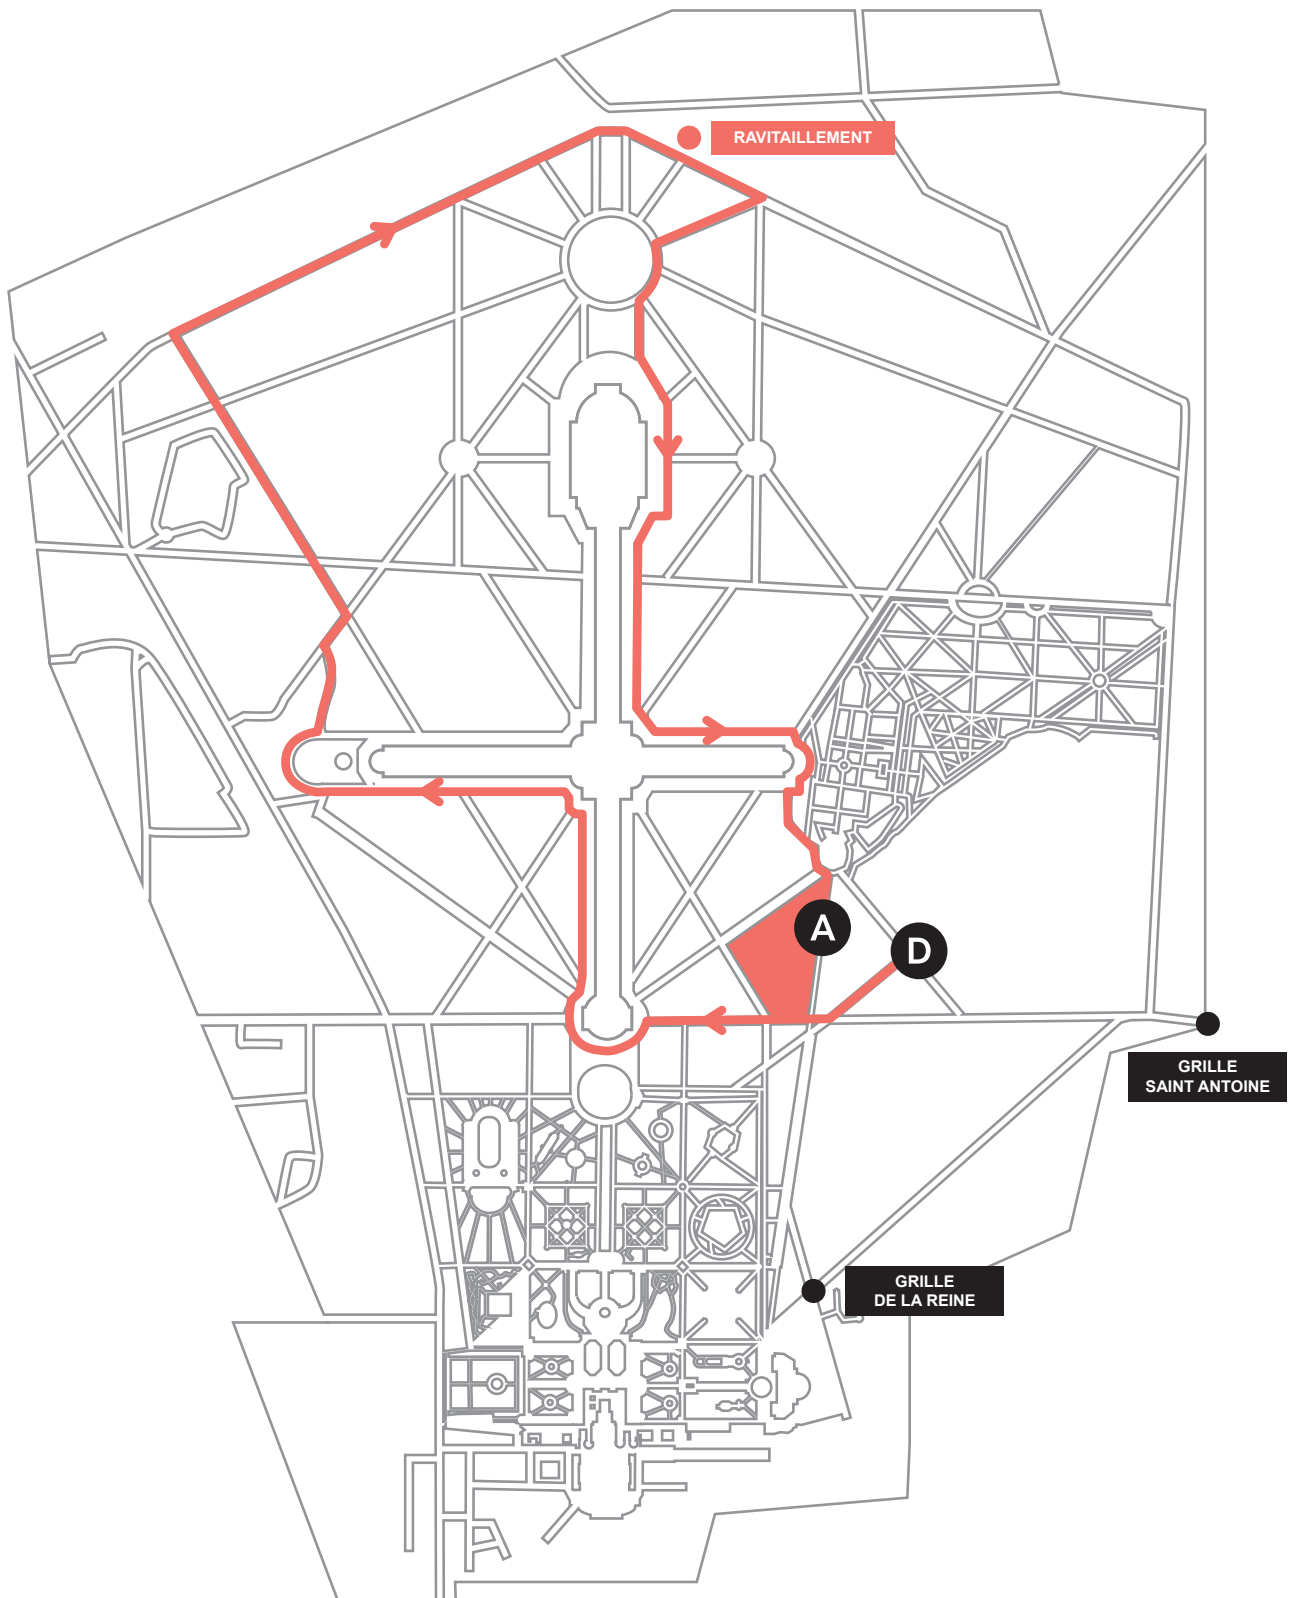 RAVITAILLEMENT
A
D
GRILLE
SAINT ANTOINE
GRILLE
DE LA REINE